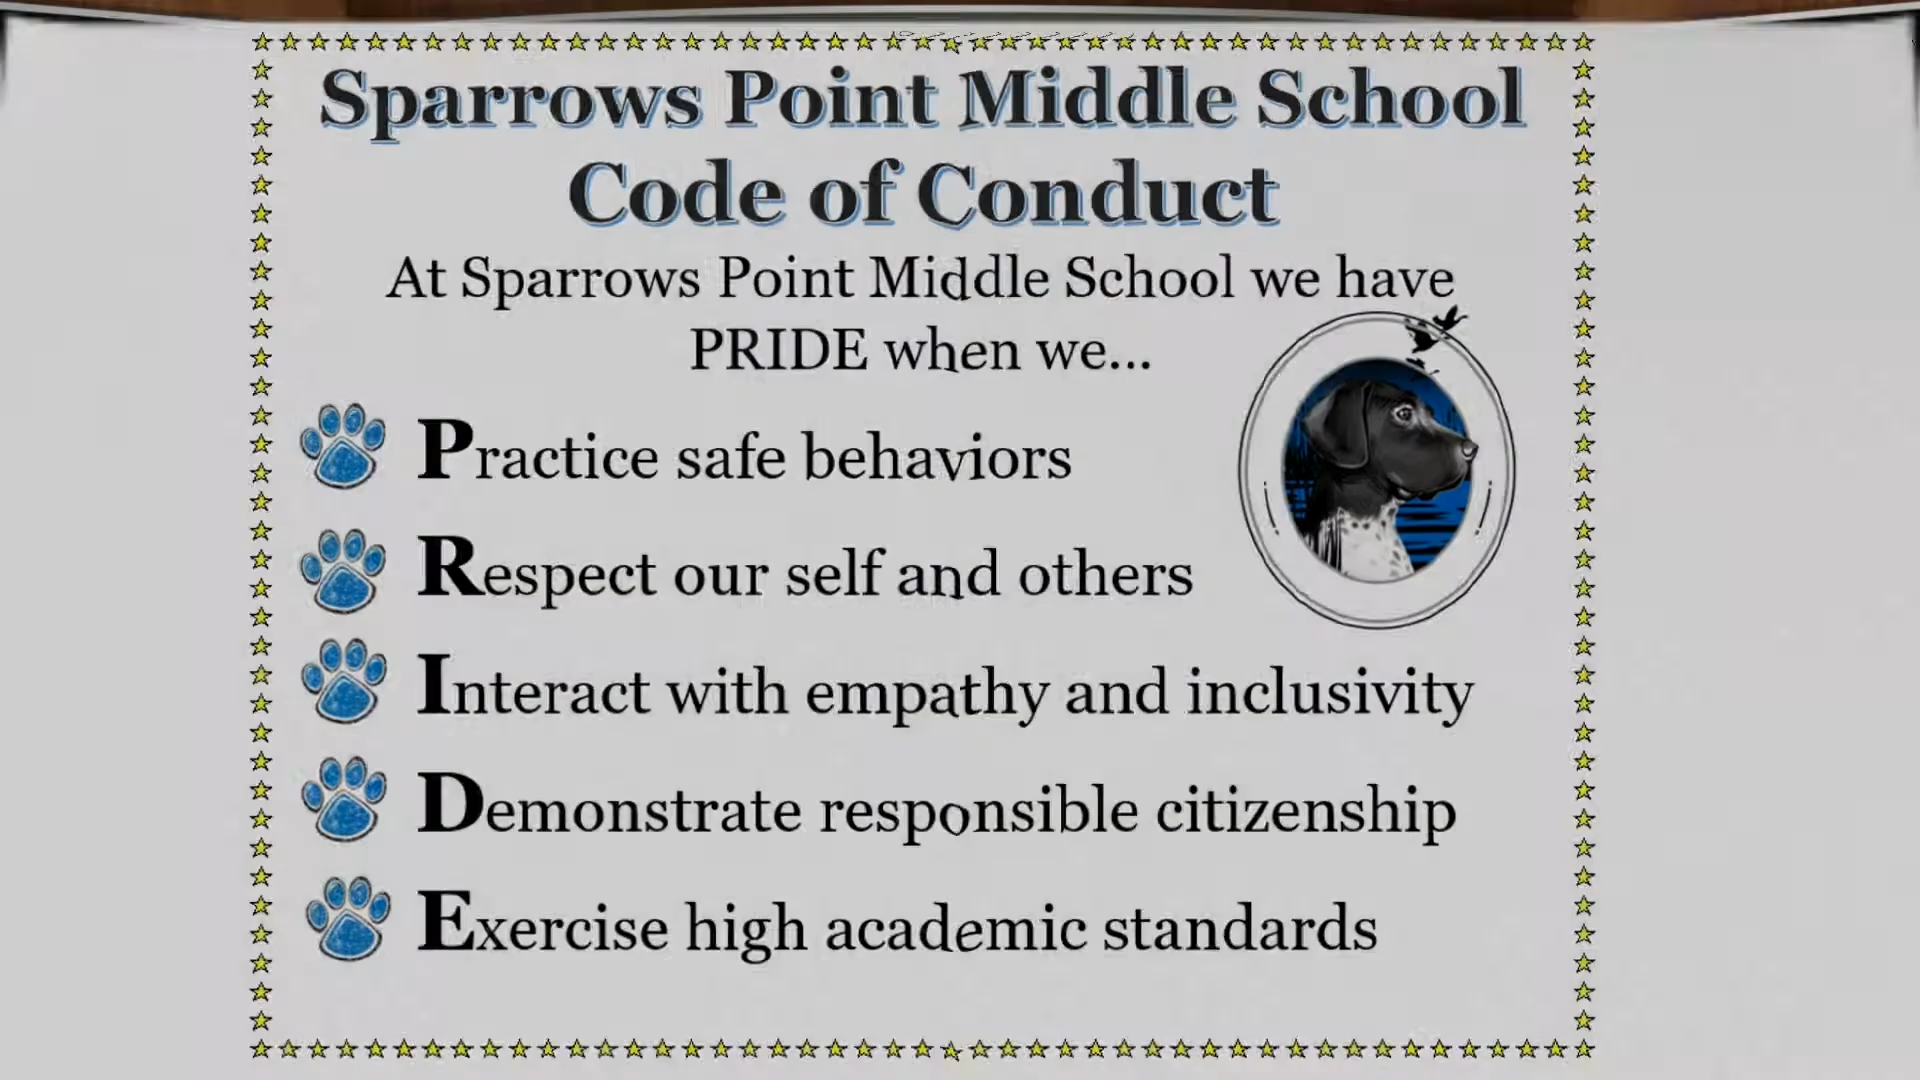 Sparrows Point Middle School
Code of Conduct
At Sparrows Point Middle School we have
PRIDE when we...
Practice safe behaviors
Respect our self and others
Interact with empathy and inclusivity
Demonstrate responsible citizenship
Exercise high academic standards